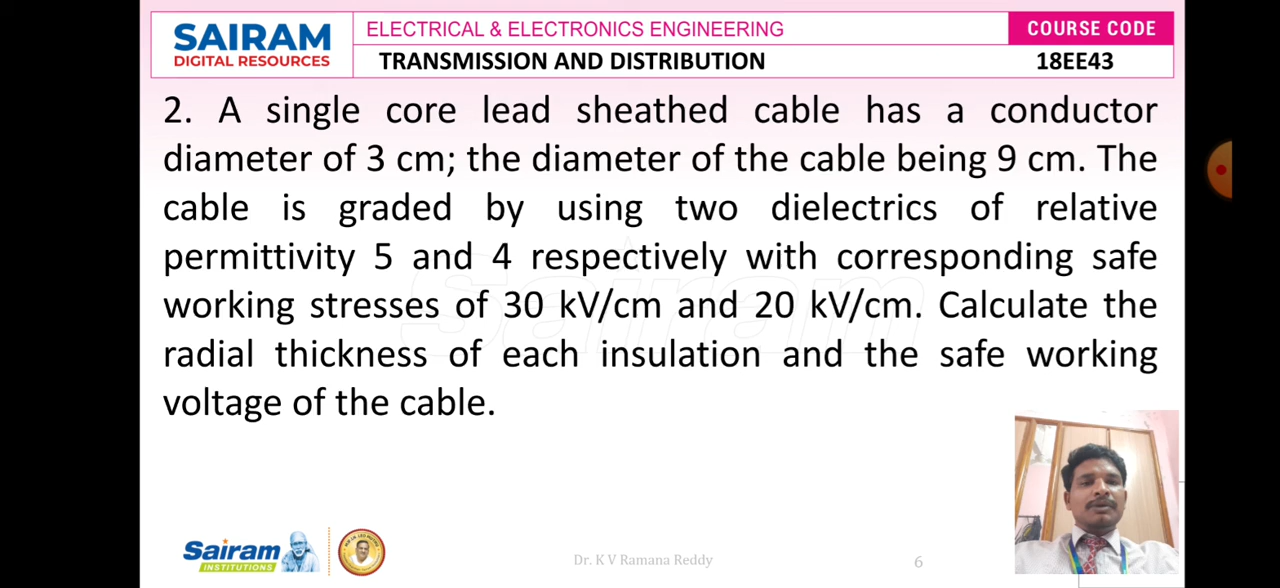 SAIRAM
DIGITAL RESOURCES
ELECTRICAL & ELECTRONICS ENGINEERING
COURSE CODE
TRANSMISSION AND DISTRIBUTION
18EE43
2. A single core lead sheathed cable has a conductor
diameter of 3 cm; the diameter of the cable being 9 cm. The
cable is graded by using two dielectrics of relative
permittivity 5 and 4 respectively with corresponding safe
working stresses of 30 kV/cm and 20 kV/cm. Calculate the
radial thickness of each insulation and the safe working
voltage of the cable.
Sairam
Sairam
INSTITUTIONS
Dr. K V Ramana Reddy
6